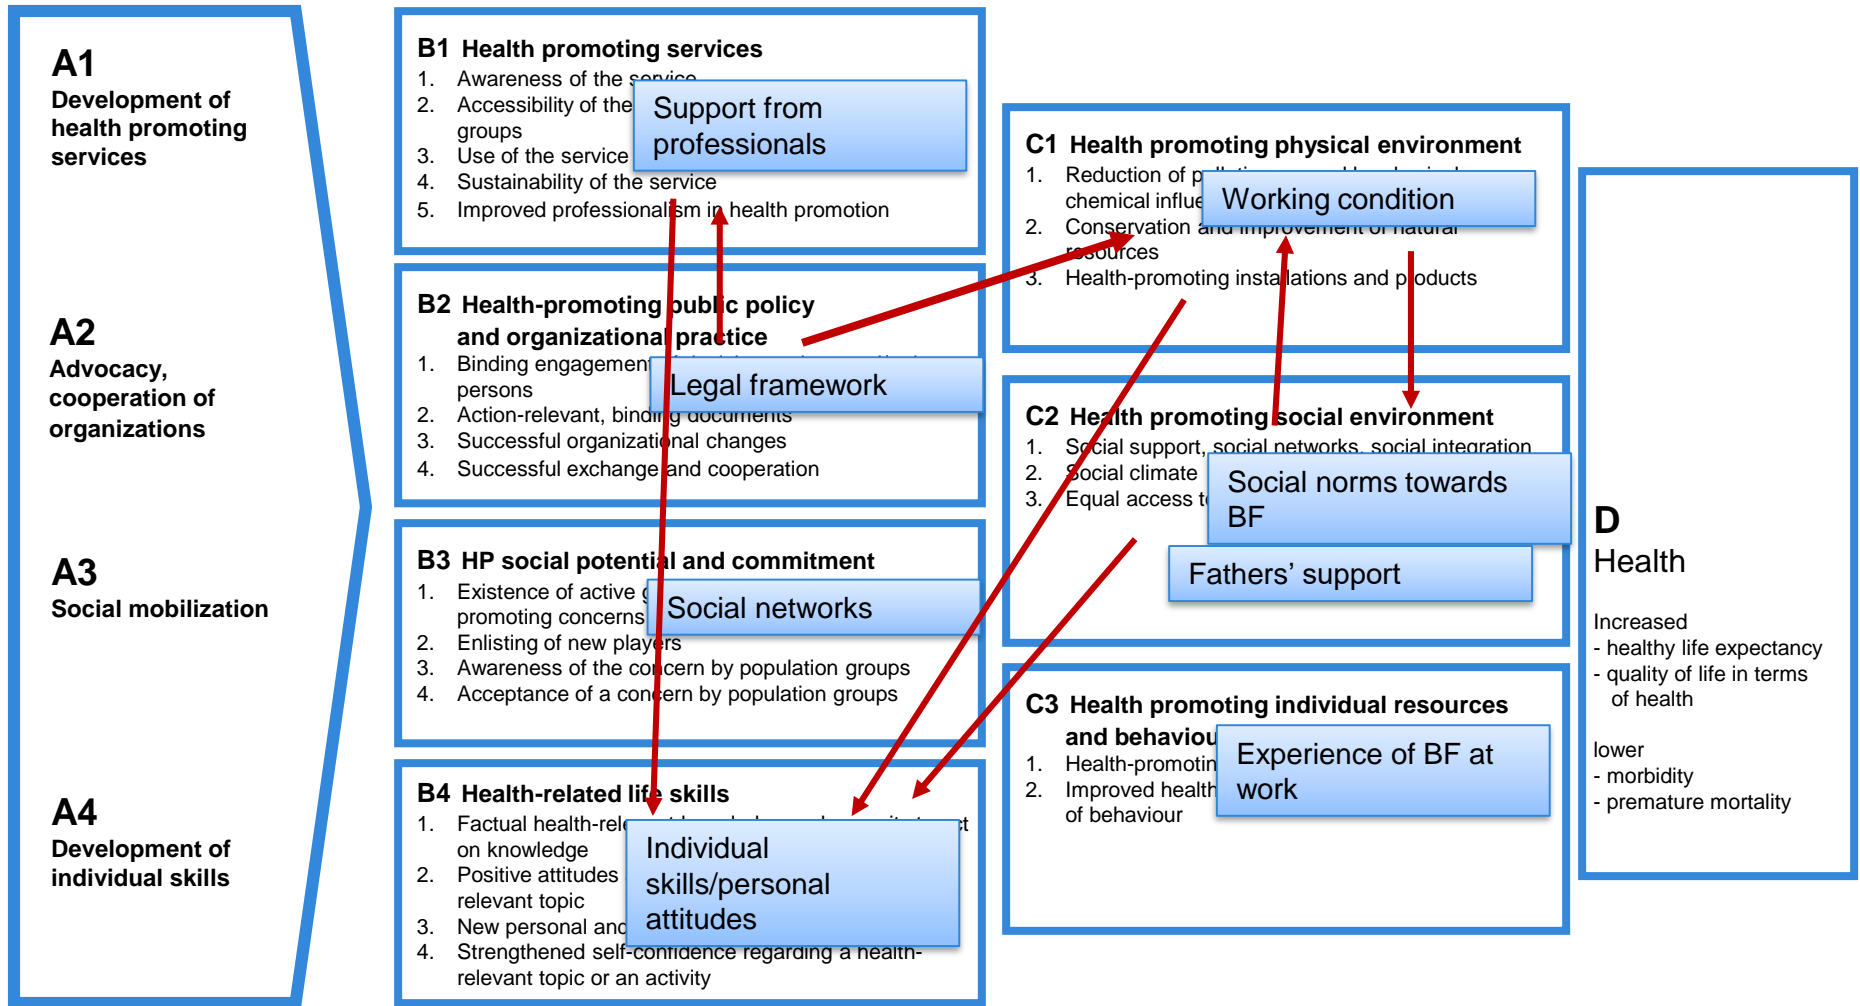 A1
Development of
health promoting
services
A2
Advocacy,
cooperation of
organizations
A3
Social mobilization
A4
Development of
individual skills
B1 Health promoting services
1. Awareness of the service
2. Accessibility of the
groups
3. Use of the service
4. Sustainability of the service
5. Improved professionalism in health promotion
Support from
professionals
B2 Health-promoting public policy
and organizational practice
1. Binding engagement
persons
2. Action-relevant, binding documents
3. Successful organizational changes
4. Successful exchange and cooperation
Legal framework
B3 HP social potential and commitment
1. Existence of active
promoting concerns
2. Enlisting of new players
3. Awareness of the concern by population groups
4. Acceptance of a concern by population groups
Social networks
B4 Health-related life skills
1. Factual health-relevant
on knowledge
2. Positive attitudes
relevant topic
3. New personal and
4. Strengthened self-confidence regarding a health-
relevant topic or an activity
Individual
skills/personal
attitudes
C1 Health promoting physical environment
1. Reduction of
chemical
2. Conservation and improvement of natural
resources
3. Health-promoting installations and products
Working condition
C2 Health promoting social environment
1. Social support, social networks, social integration
2. Social climate
3. Equal access
Social norms towards
BF
Fathers’ support
C3 Health promoting individual resources
and
1. Health-promoting
2. Improved health
of behaviour
Experience of BF at
work
D
Health
Increased
- healthy life expectancy
- quality of life in terms
of health
lower
- morbidity
- premature mortality